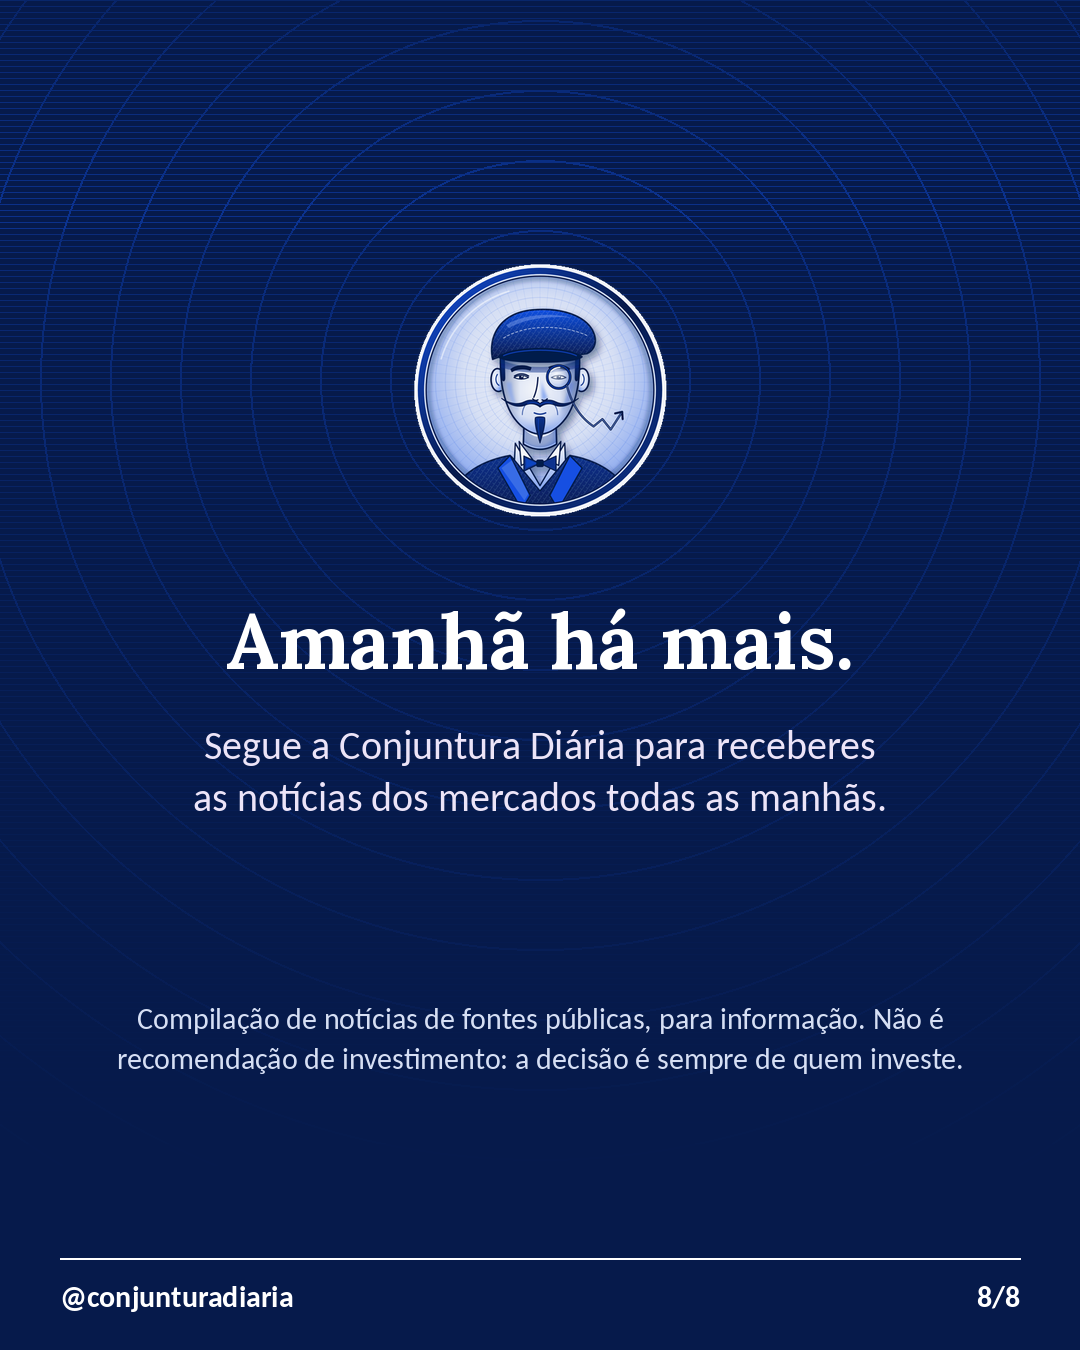 Amanhã há mais.
Segue a Conjuntura Diária para receberes
as notícias dos mercados todas as manhãs.
Compilação de notícias de fontes públicas, para informação. Não é
recomendação de investimento: a decisão é sempre de quem investe.
@conjunturadiaria
8/8